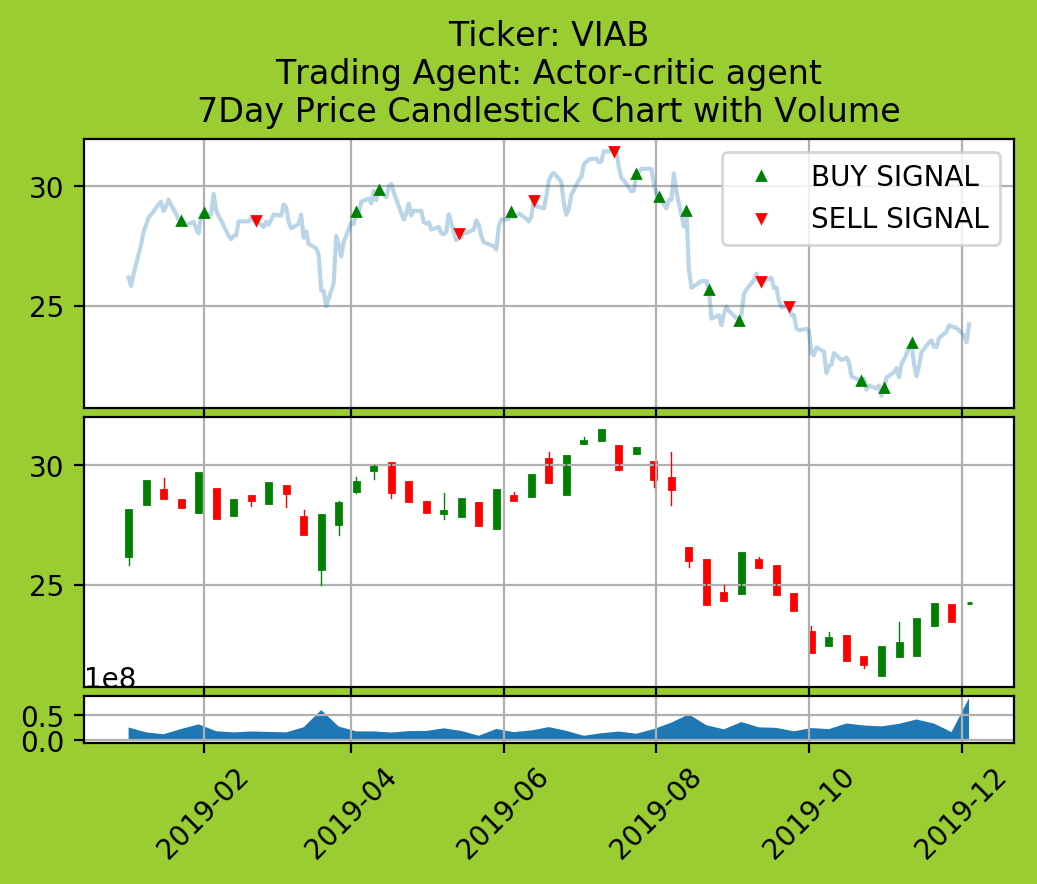 Ticker: VIAB
Trading Agent: Actor-critic agent
7Day Price Candlestick Chart with Volume
BUY SIGNAL
SELL SIGNAL
30
25
30
25
1e8
0.5
0.0
2019-02
2019-04
2019-06
2019-08
2019-10
2019-12